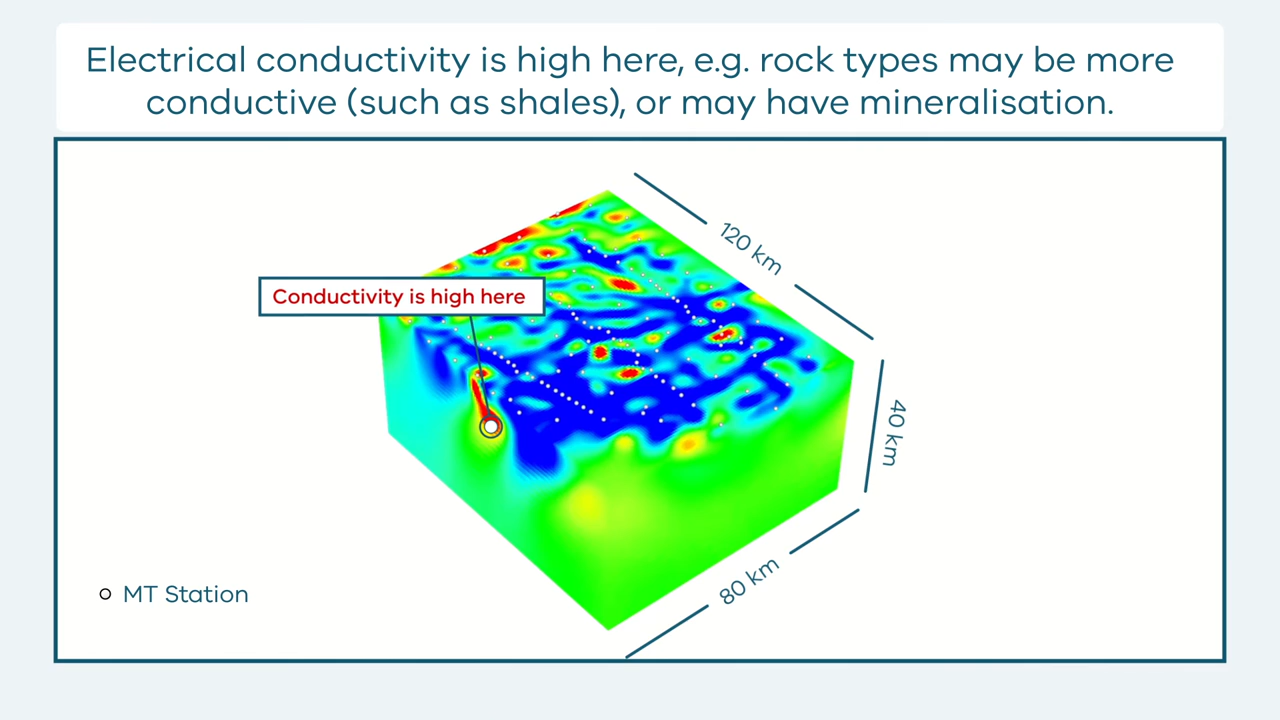 Electrical conductivity is high here, e.g. rock types may be more
conductive (such as shales), or may have mineralisation.
120 km
Conductivity is high here
40 km
80 km
MT Station